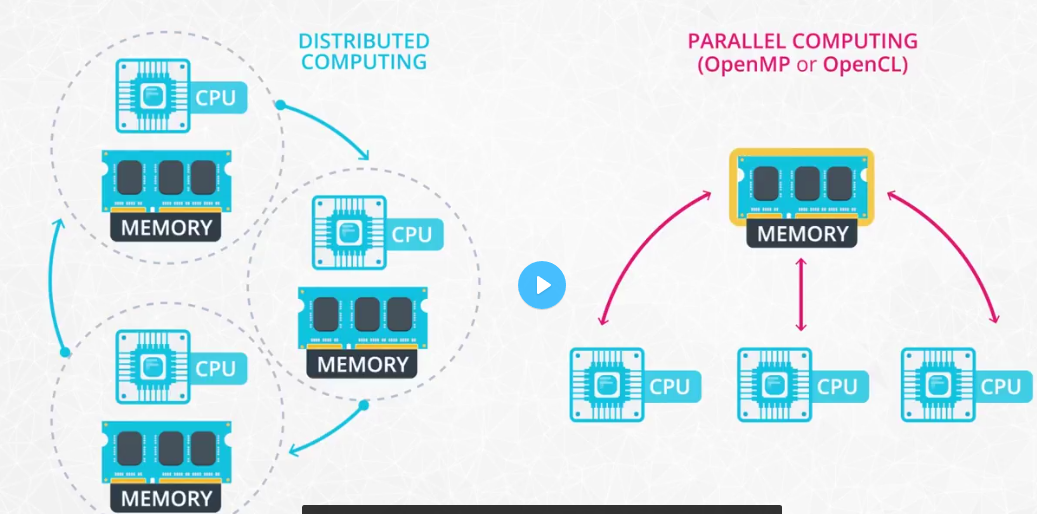 DISTRIBUTED
COMPUTING
CPU
MEMORY
CPU
MEMORY
CPU
MEMORY
PARALLEL COMPUTING
(OpenMP or OpenCL)
MEMORY
CPU
CPU
CPU